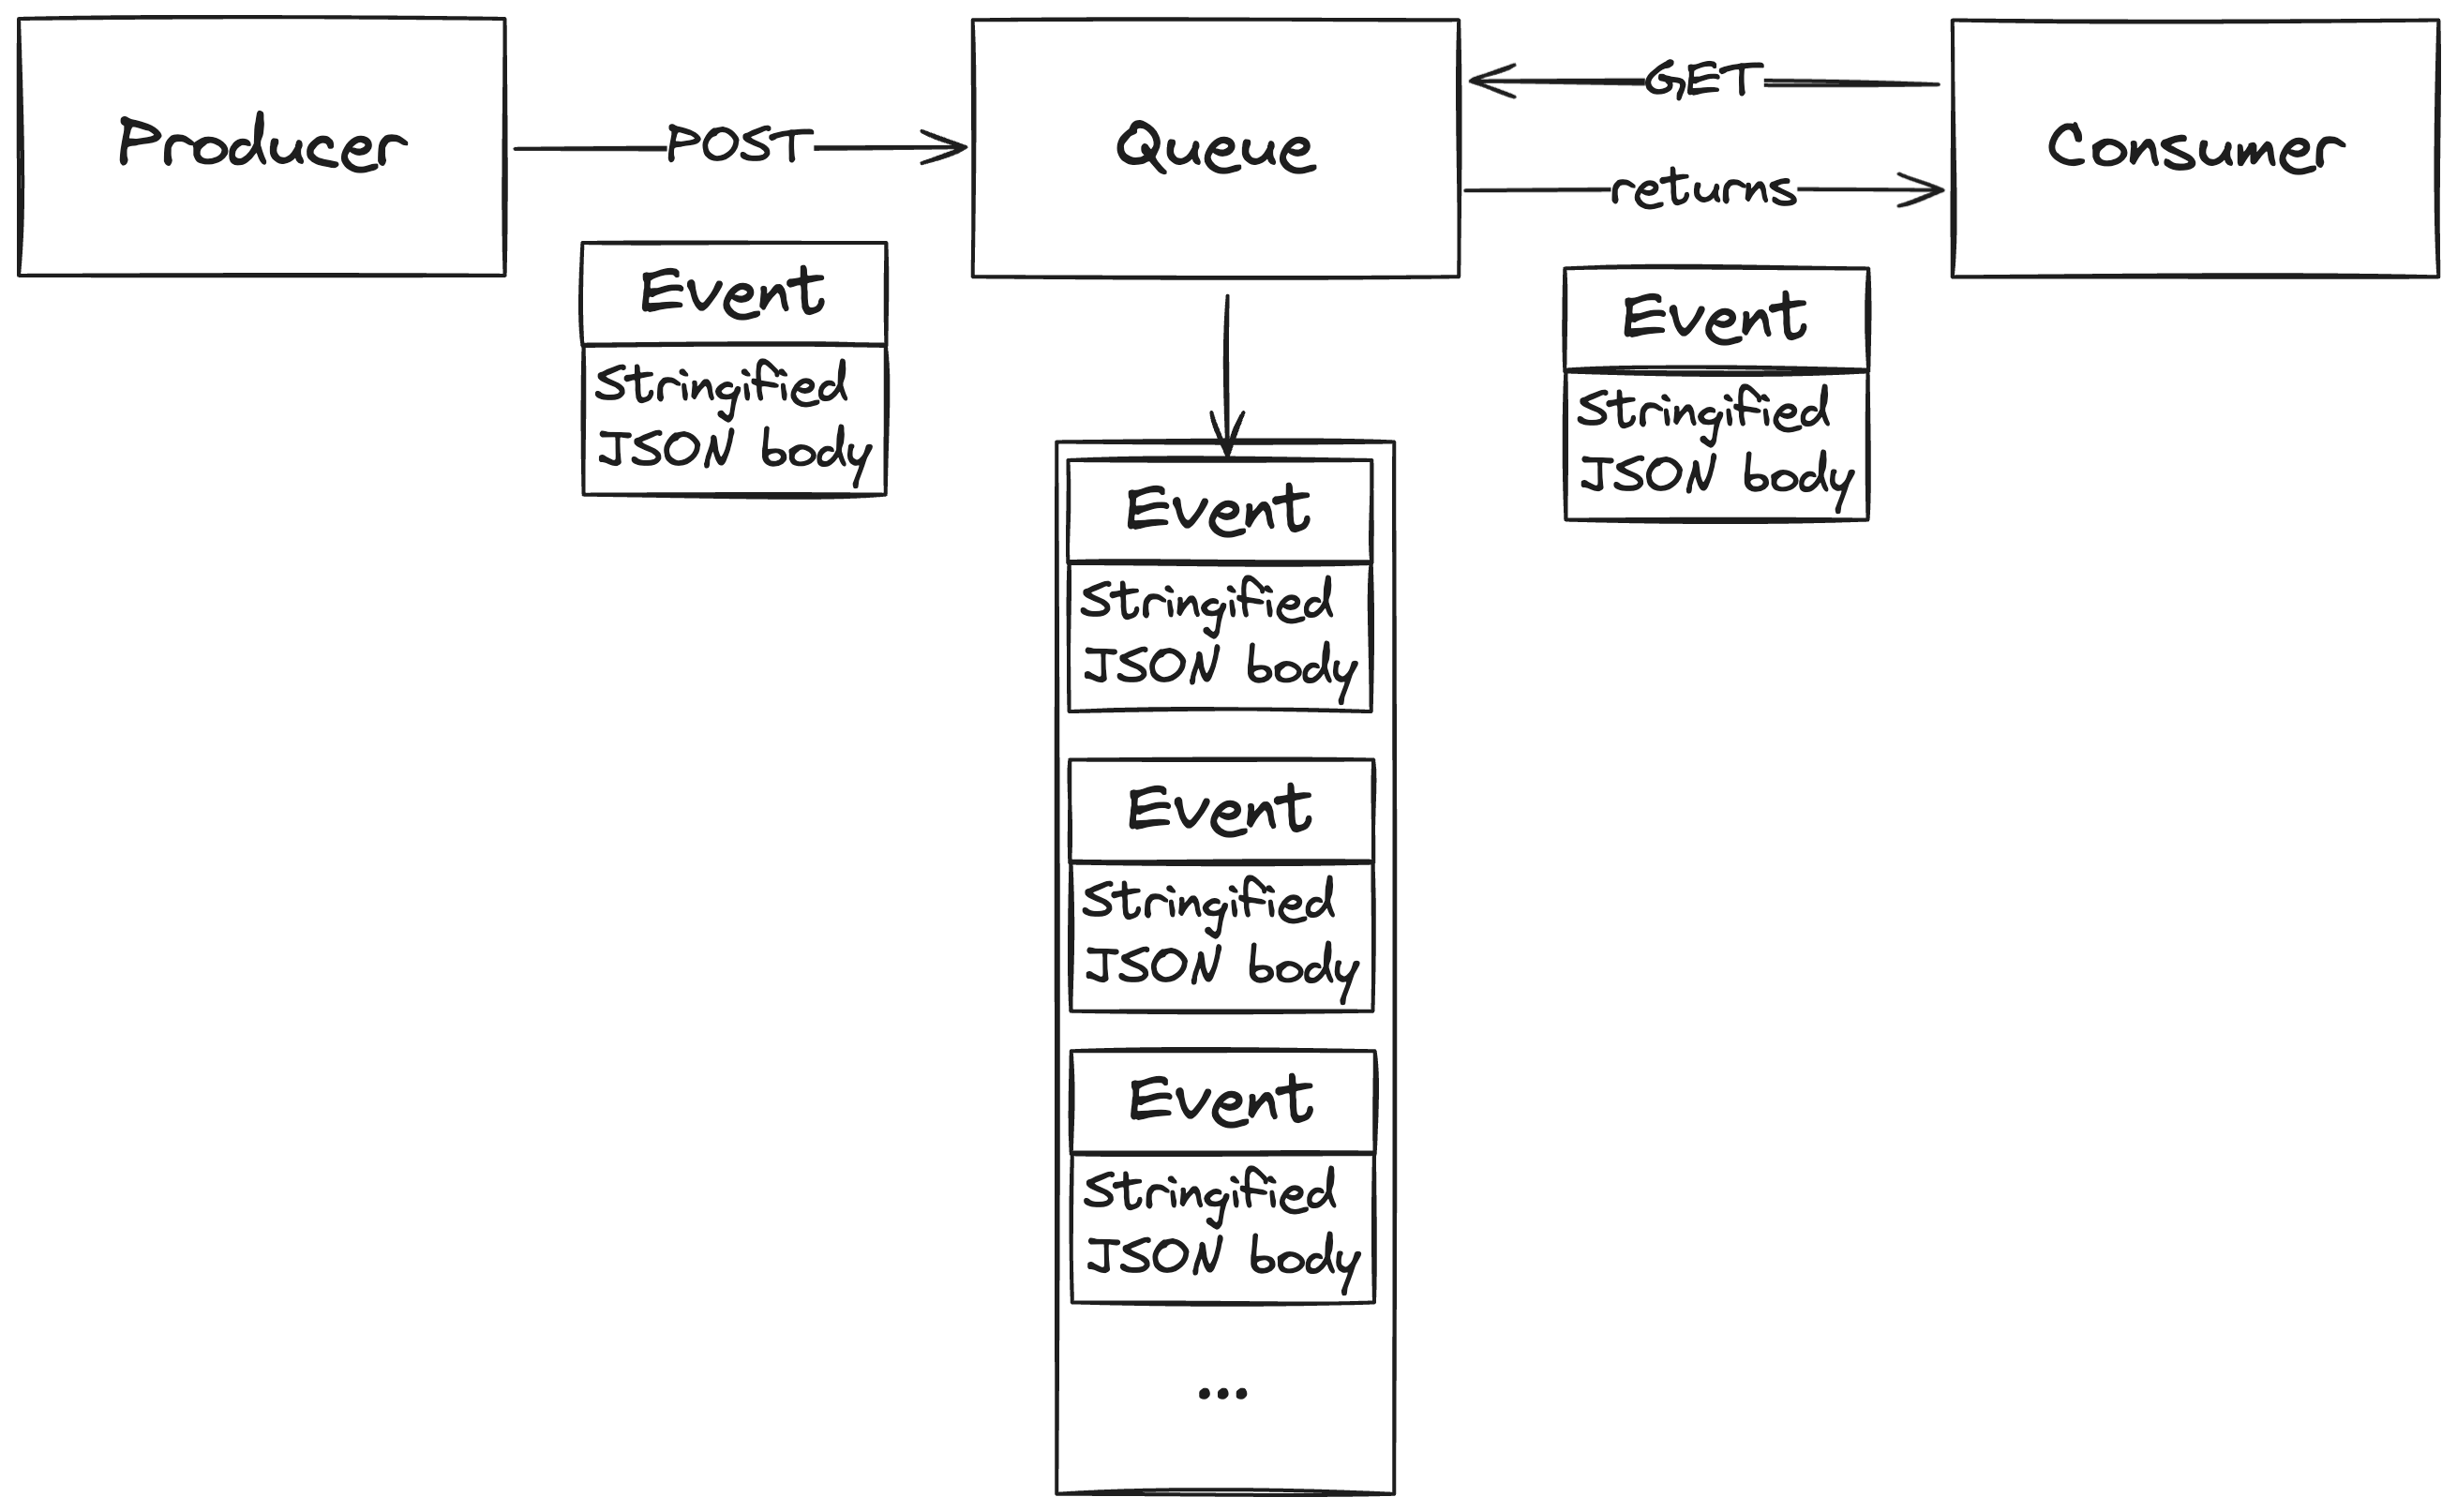 Producer
POST
Queue
GET
returns
Consumer
Event
Stringified
JSON body
Event
Stringified
JSON body
Event
Stringified
JSON body
Event
Stringified
JSON body
Event
Stringified
JSON body
...